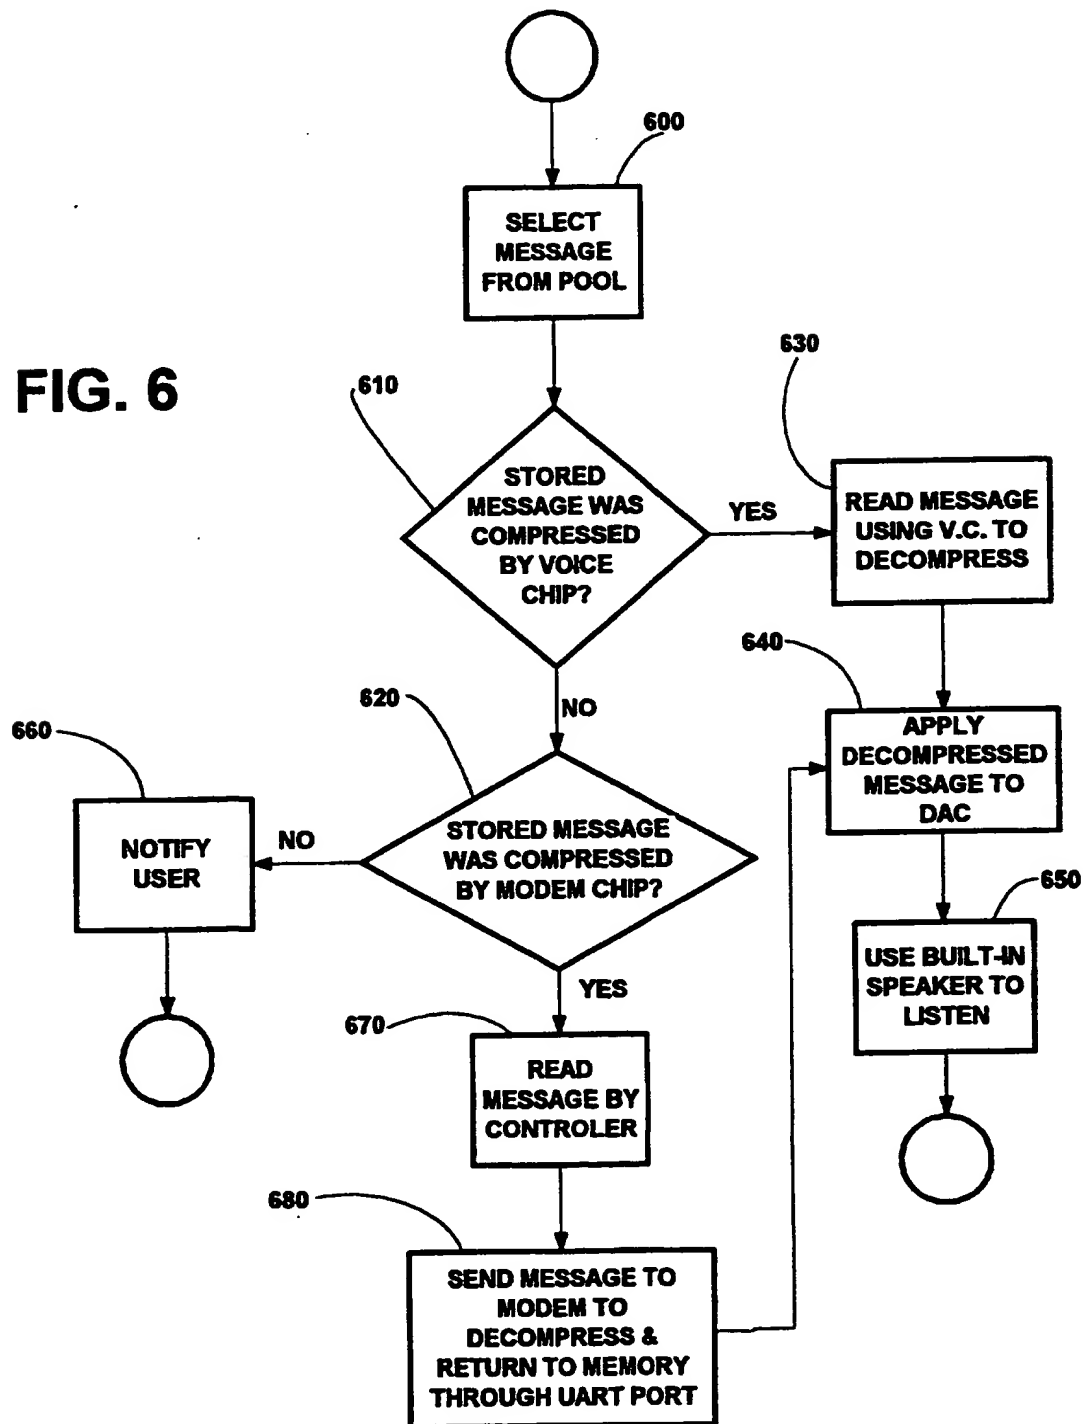 600
SELECT
MESSAGE
FROM POOL
FIG. 6
610
STORED
MESSAGE WAS
COMPRESSED
BY VOICE
CHIP?
YES
630
READ MESSAGE
USING V.C. TO
DECOMPRESS
640
APPLY
DECOMPRESSED
MESSAGE TO
DAC
650
USE BUILT-IN
SPEAKER TO
LISTEN
NO
620
STORED MESSAGE
WAS COMPRESSED
BY MODEM CHIP?
NO
660
NOTIFY
USER
YES
670
READ
MESSAGE BY
CONTROLER
680
SEND MESSAGE TO
MODEM TO
DECOMPRESS &
RETURN TO MEMORY
THROUGH UART PORT